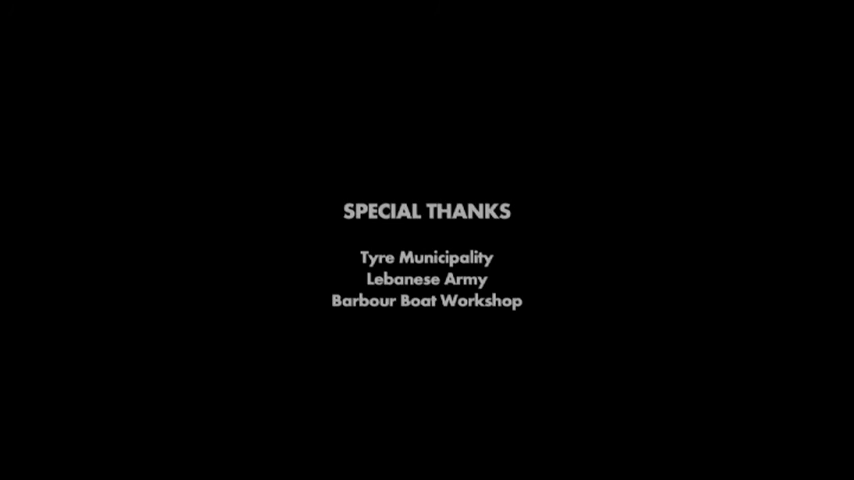 SPECIAL THANKS
Tyre Municipality
Lebanese Army
Barbour Boat Workshop